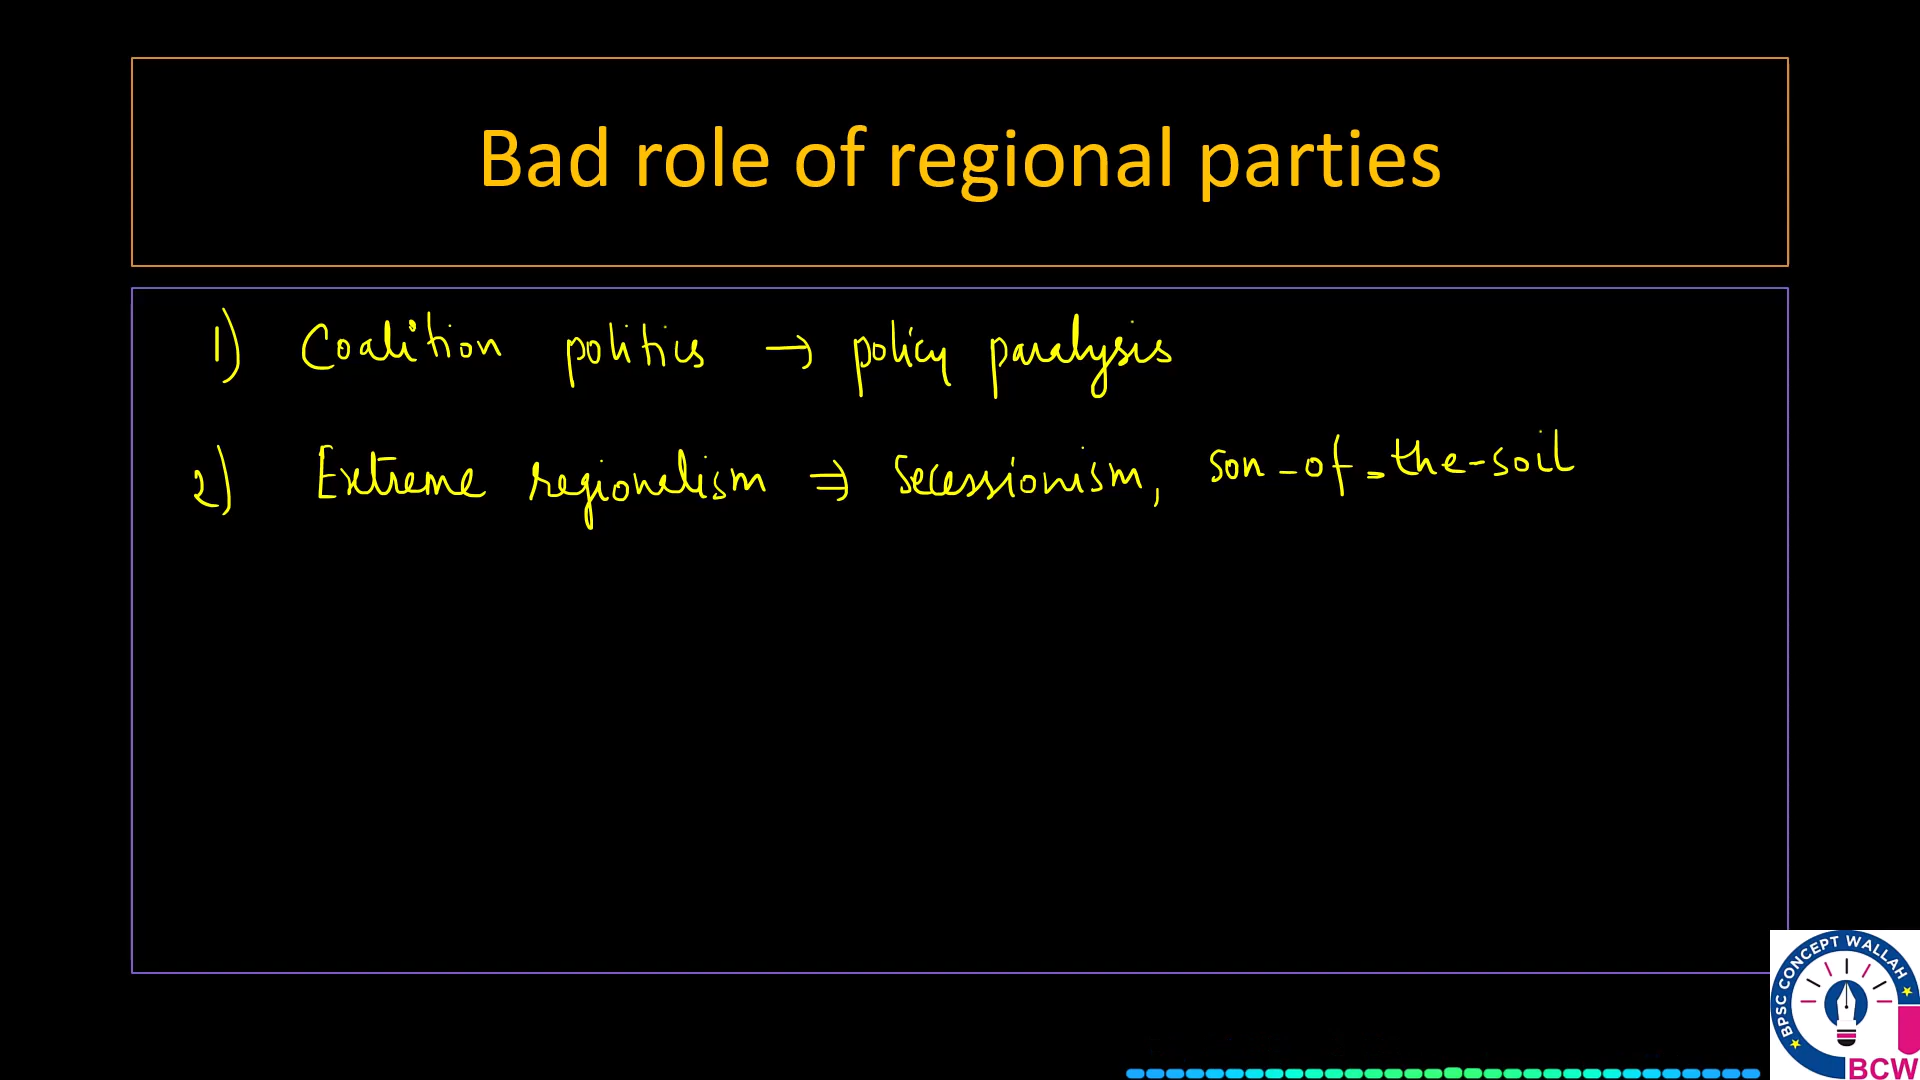 Bad role of regional parties
1) Coalition politics → policy paralysis
2) Extreme regionalism ⇒ secessionism, son-of-the-soil
BPSC CONCEPT WALLAH
BCW